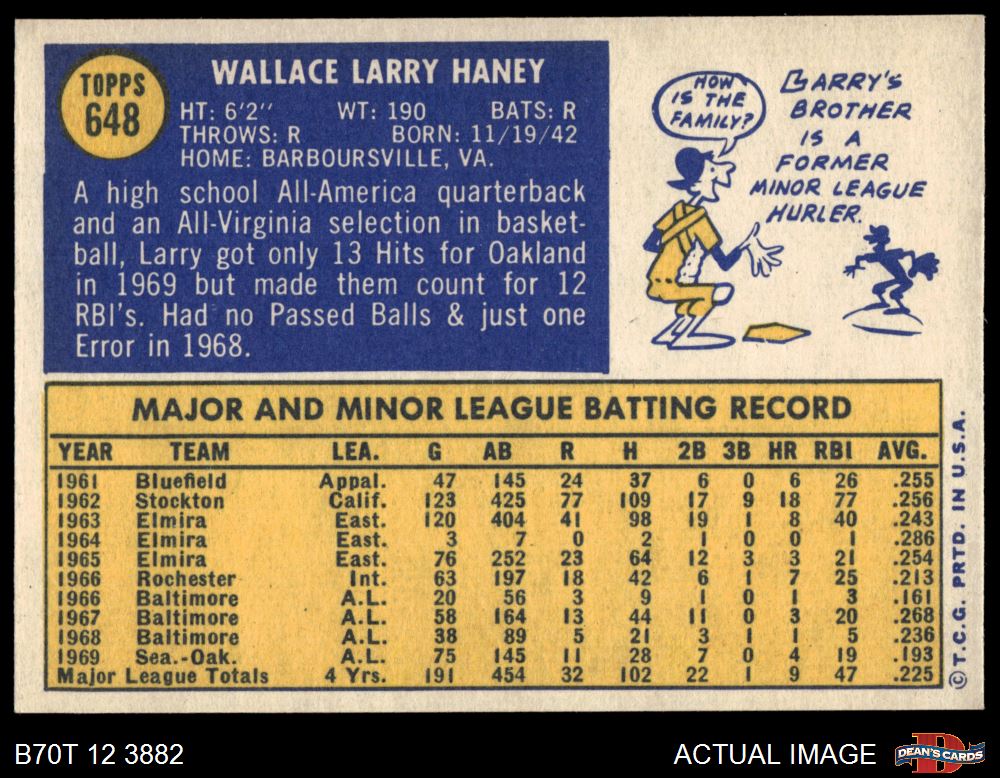 TOPPS
648
WALLACE LARRY HANEY
HT: 6'2" WT: 190 BATS: R
THROWS: R BORN: 11/19/42
HOME: BARBOURSVILLE, VA.
A high school All-America quarterback
and an All-Virginia selection in basket-
ball, Larry got only 13 Hits for Oakland
in 1969 but made them count for 12
RBI's. Had no Passed Balls & just one
Error in 1968.
HOW
IS THE
FAMILY?
LARRY'S
BROTHER
IS A
FORMER
MINOR LEAGUE
HURLER.
MAJOR AND MINOR LEAGUE BATTING RECORD
YEAR TEAM LEA. G AB R H 2B 3B HR RBI AVG.
1961 Bluefield Appal. 47 145 24 37 6 0 6 26 .255
1962 Stockton Calif. 123 425 77 109 17 9 18 77 .256
1963 Elmira East. 120 404 41 98 19 1 8 40 .243
1964 Elmira East. 3 7 0 2 1 0 0 1 .286
1965 Elmira East. 76 252 23 64 12 3 3 21 .254
1966 Rochester Int. 63 197 18 42 6 1 7 25 .213
1966 Baltimore A.L. 20 56 3 9 1 0 1 3 .161
1967 Baltimore A.L. 58 164 13 44 11 0 3 20 .268
1968 Baltimore A.L. 38 89 5 21 3 1 1 5 .236
1969 Sea.-Oak. A.L. 75 145 11 28 7 0 4 19 .193
Major League Totals 4 Yrs. 191 454 32 102 22 1 9 47 .225
© T.C.G. PRTD. IN U.S.A.
B70T 12 3882
ACTUAL IMAGE
DEAN'S CARDS